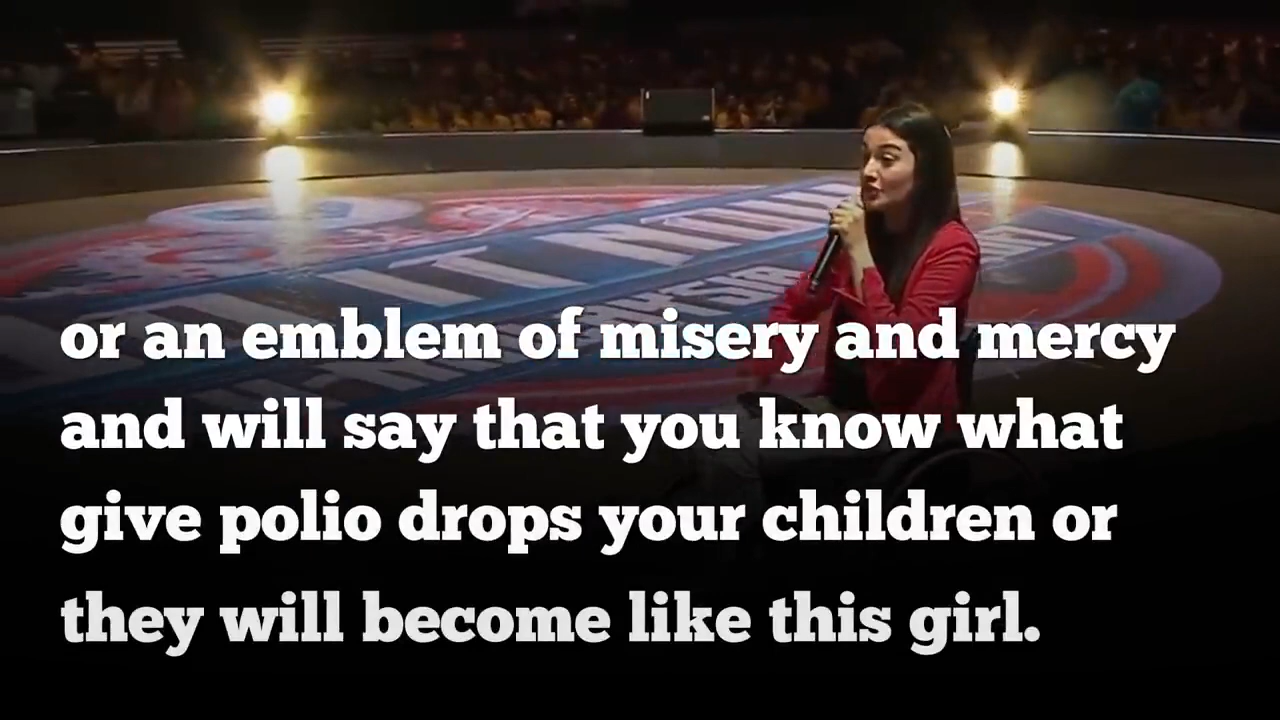 or an emblem of misery and mercy
and will say that you know what
give polio drops your children or
they will become like this girl.